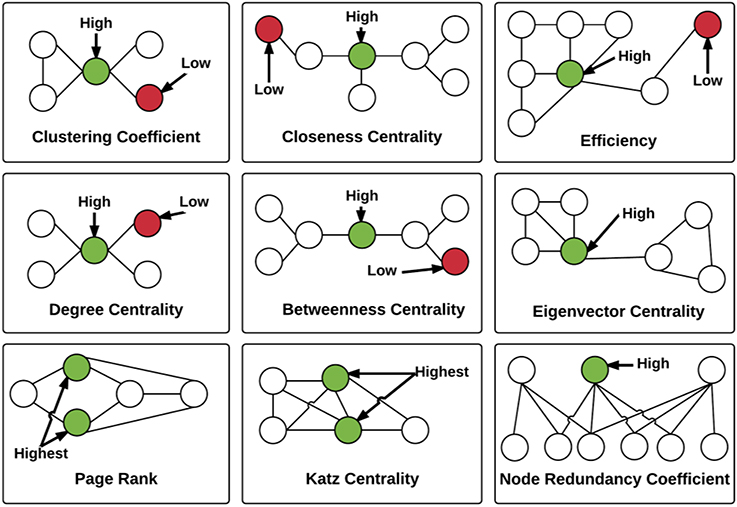 High
Low
Clustering Coefficient
High
Low
Closeness Centrality
High
Low
Efficiency
High
Low
Degree Centrality
High
Low
Betweenness Centrality
High
Eigenvector Centrality
Highest
Page Rank
Highest
Katz Centrality
High
Node Redundancy Coefficient